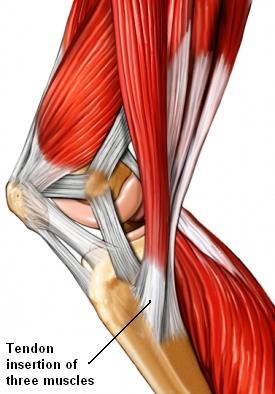 Tendon
insertion of
three muscles